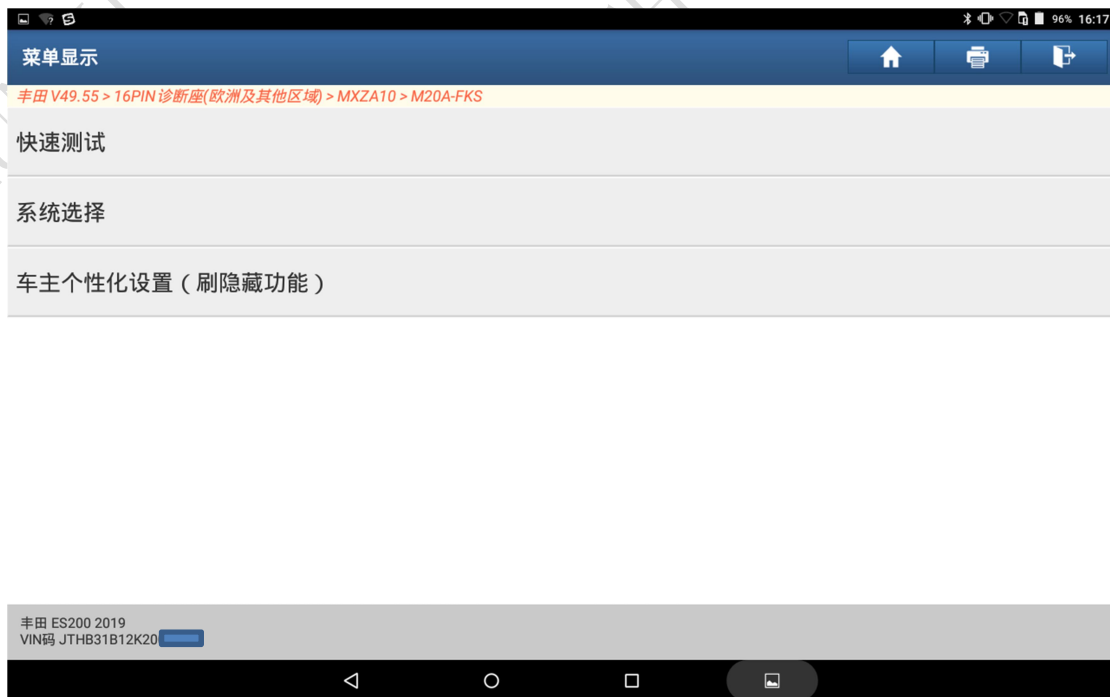 96% 16:17
菜单显示
丰田 V49.55 > 16PIN诊断座(欧洲及其他区域) > MXZA10 > M20A-FKS
快速测试
系统选择
车主个性化设置（刷隐藏功能）
丰田 ES200 2019
VIN码 JTHB31B12K20